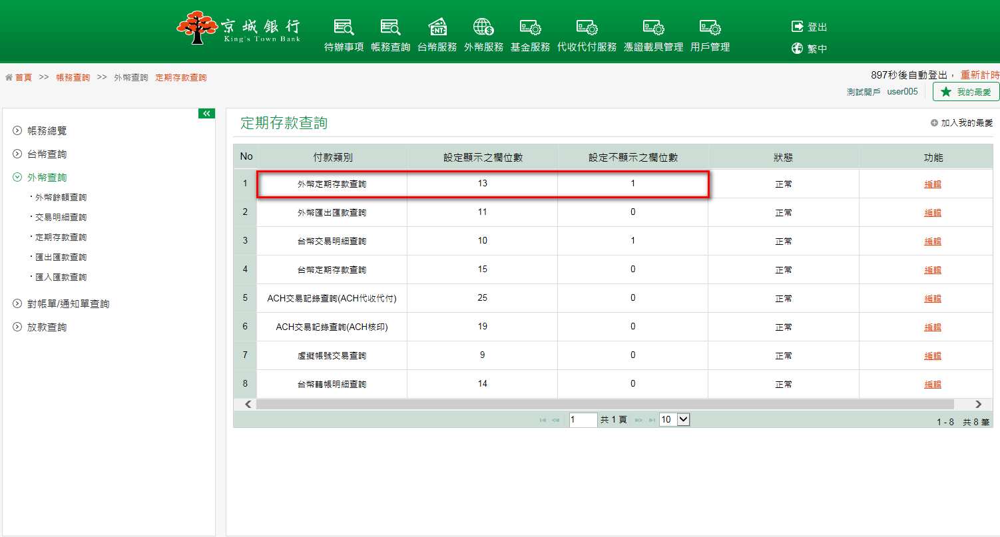 京城銀行
King's Town Bank
待辦事項 帳務查詢 台幣服務 外幣服務 基金服務 代收代付服務 憑證載具管理 用戶管理
登出
繁中
首頁 >> 帳務查詢 >> 外幣查詢 定期存款查詢
897秒後自動登出， 重新計時
測試開戶 user005
我的最愛
帳務總覽
台幣查詢
外幣查詢
‧外幣餘額查詢
‧交易明細查詢
‧定期存款查詢
‧匯出匯款查詢
‧匯入匯款查詢
對帳單/通知單查詢
放款查詢
定期存款查詢
加入我的最愛
No 付款類別 設定顯示之欄位數 設定不顯示之欄位數 狀態 功能
1 外幣定期存款查詢 13 1 正常 編輯
2 外幣匯出匯款查詢 11 0 正常 編輯
3 台幣交易明細查詢 10 1 正常 編輯
4 台幣定期存款查詢 15 0 正常 編輯
5 ACH交易記錄查詢(ACH代收代付) 25 0 正常 編輯
6 ACH交易記錄查詢(ACH核印) 19 0 正常 編輯
7 虛擬帳號交易查詢 9 0 正常 編輯
8 台幣轉帳明細查詢 14 0 正常 編輯
1 共 1 頁 10
1 - 8 共 8 筆